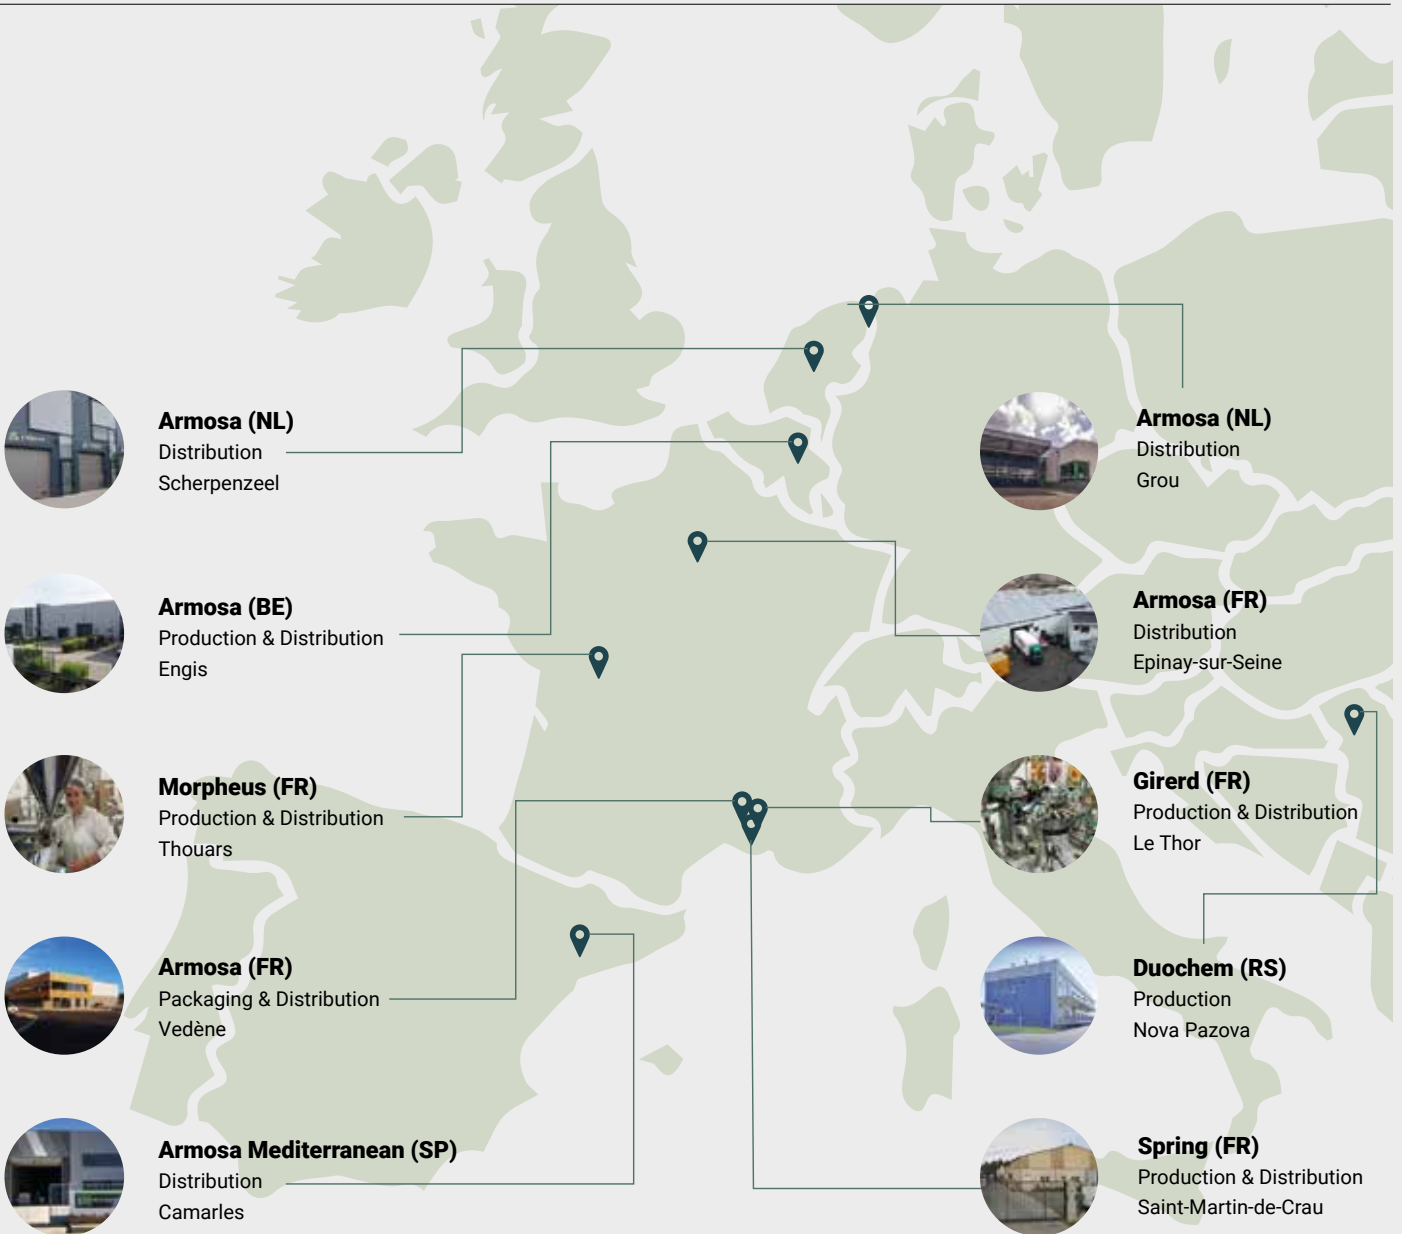 Armosa (NL)
Distribution
Scherpenzeel
Armosa (BE)
Production & Distribution
Engis
Morpheus (FR)
Production & Distribution
Thouars
Armosa (FR)
Packaging & Distribution
Vedène
Armosa Mediterranean (SP)
Distribution
Camarles
Armosa (NL)
Distribution
Grou
Armosa (FR)
Distribution
Epinay-sur-Seine
Girerd (FR)
Production & Distribution
Le Thor
Duochem (RS)
Production
Nova Pazova
Spring (FR)
Production & Distribution
Saint-Martin-de-Crau